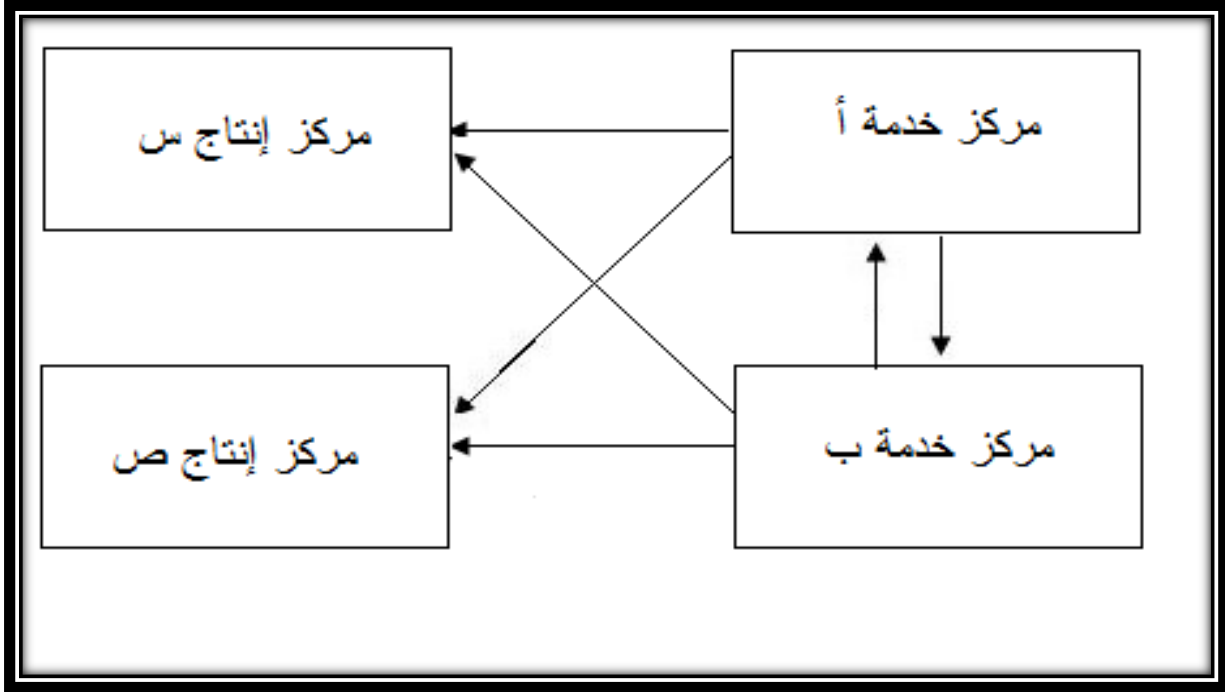 مركز خدمة أ
مركز إنتاج س
مركز خدمة ب
مركز إنتاج ص